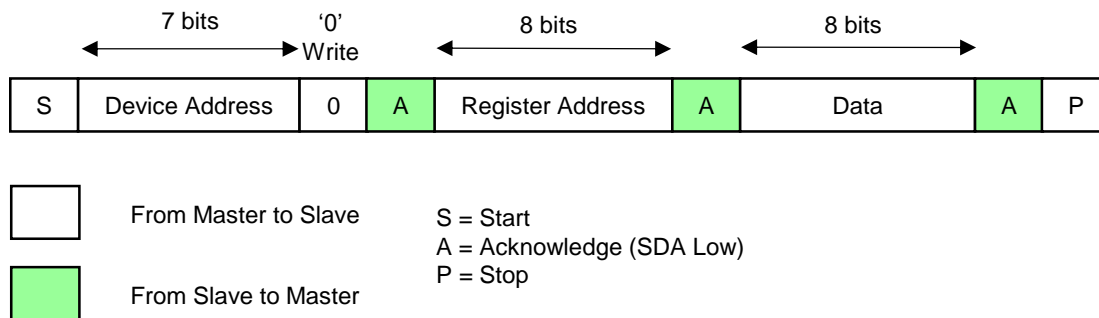 7 bits
‘0’
Write
8 bits
8 bits
S Device Address 0 A Register Address A Data A P
From Master to Slave
From Slave to Master
S = Start
A = Acknowledge (SDA Low)
P = Stop